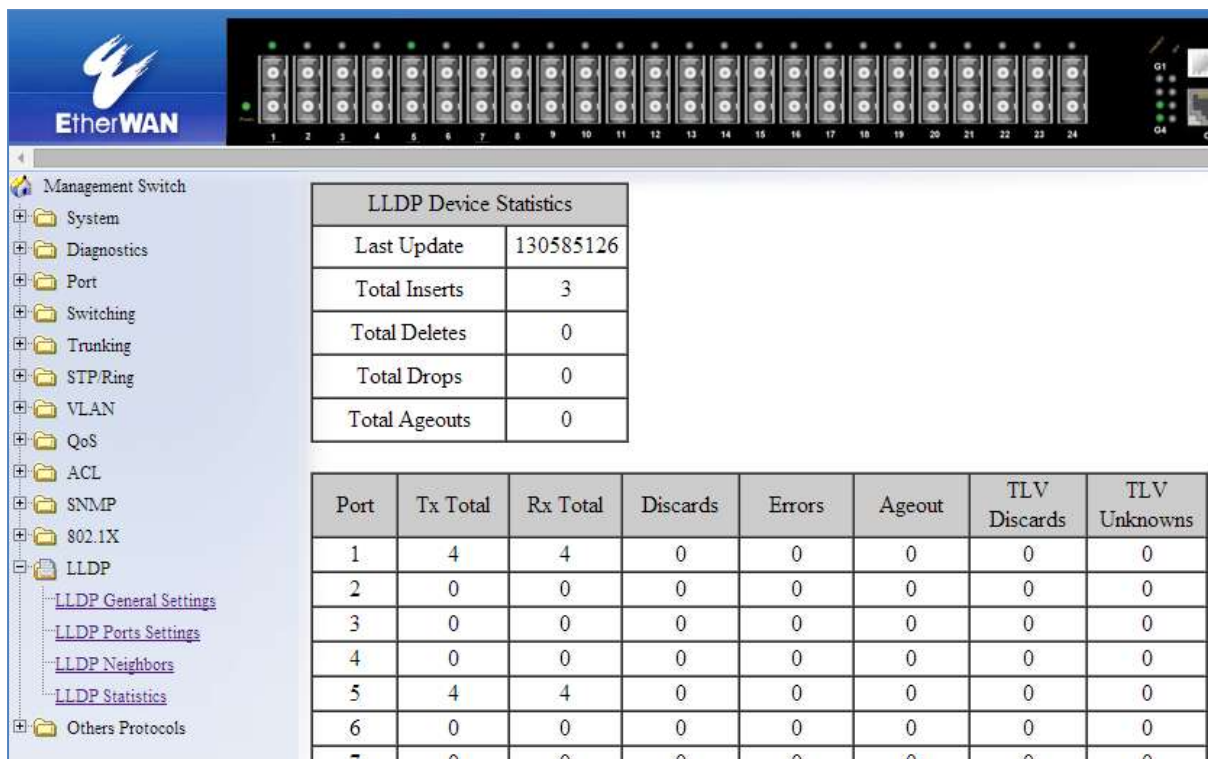 EtherWAN
1 2 3 4 5 6 7 8 9 10 11 12 13 14 15 16 17 18 19 20 21 22 23 24
G1
G4
Management Switch
System
Diagnostics
Port
Switching
Trunking
STP/Ring
VLAN
QoS
ACL
SNMP
802.1X
LLDP
LLDP General Settings
LLDP Ports Settings
LLDP Neighbors
LLDP Statistics
Others Protocols
LLDP Device Statistics
Last Update 130585126
Total Inserts 3
Total Deletes 0
Total Drops 0
Total Ageouts 0
Port Tx Total Rx Total Discards Errors Ageout TLV Discards TLV Unknowns
1 4 4 0 0 0 0 0
2 0 0 0 0 0 0 0
3 0 0 0 0 0 0 0
4 0 0 0 0 0 0 0
5 4 4 0 0 0 0 0
6 0 0 0 0 0 0 0